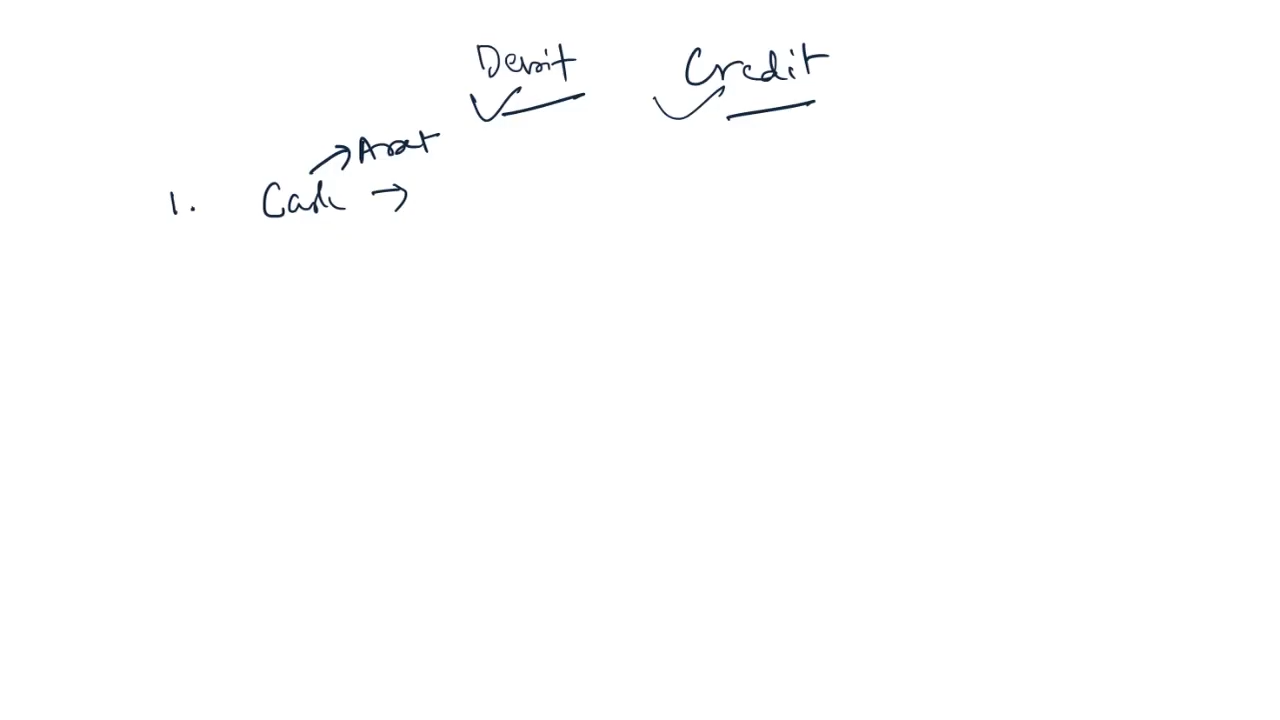 Debit Credit
Asset
1. Cash →